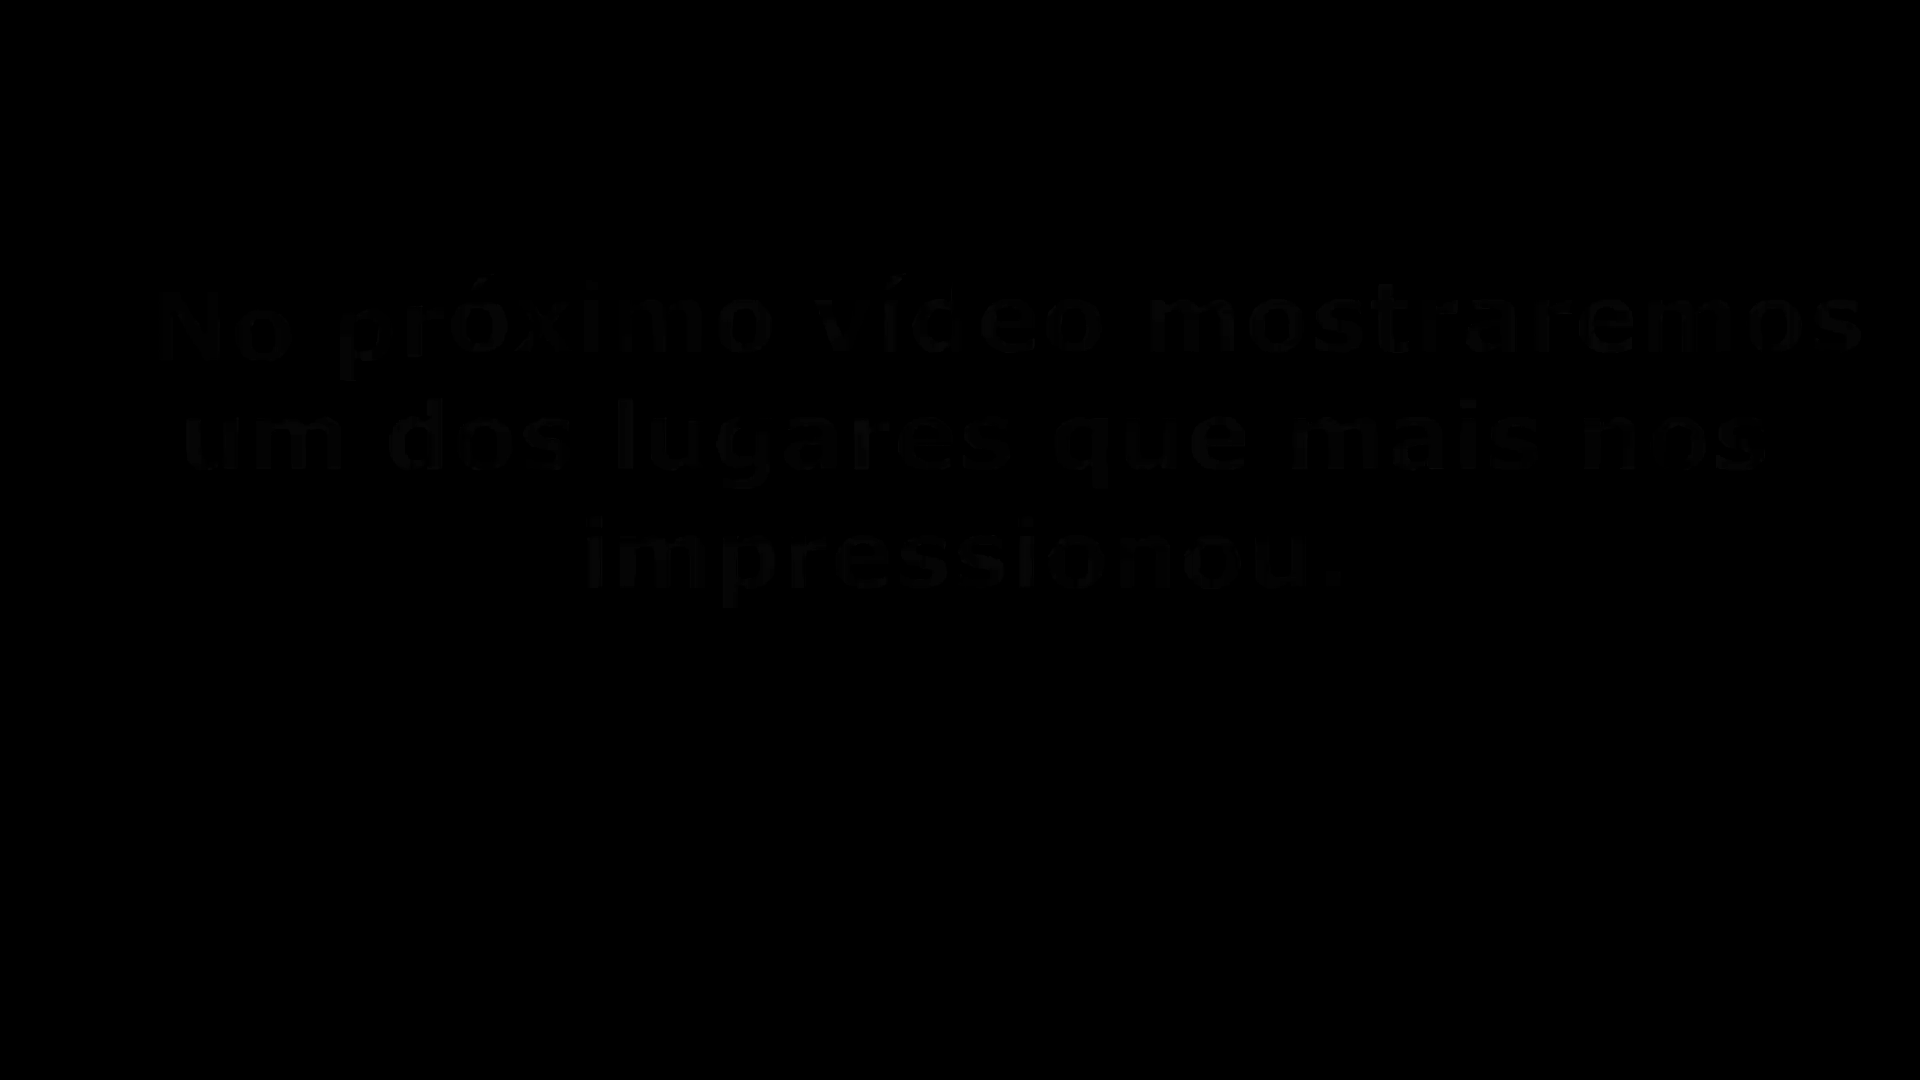 No próximo vídeo mostraremos
um dos lugares que mais nos
impressionou.